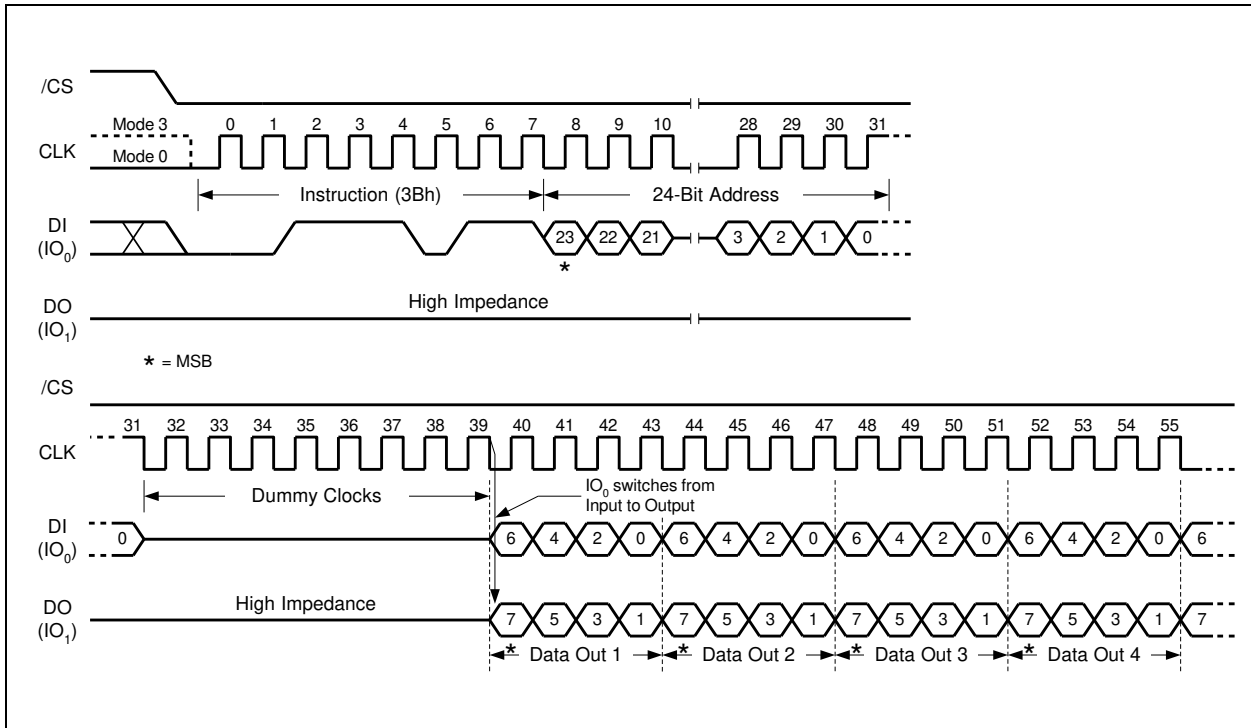 /CS
Mode 3 0 1 2 3 4 5 6 7 8 9 10 28 29 30 31
CLK Mode 0
Instruction (3Bh) 24-Bit Address
DI
(IO0) 23 22 21 3 2 1 0
*
High Impedance
DO
(IO1)
* = MSB
/CS
31 32 33 34 35 36 37 38 39 40 41 42 43 44 45 46 47 48 49 50 51 52 53 54 55
CLK
Dummy Clocks
IO0 switches from
Input to Output
DI
(IO0) 0 6 4 2 0 6 4 2 0 6 4 2 0 6 4 2 0 6
High Impedance
DO
(IO1) 7 5 3 1 7 5 3 1 7 5 3 1 7 5 3 1 7
* Data Out 1 * Data Out 2 * Data Out 3 * Data Out 4